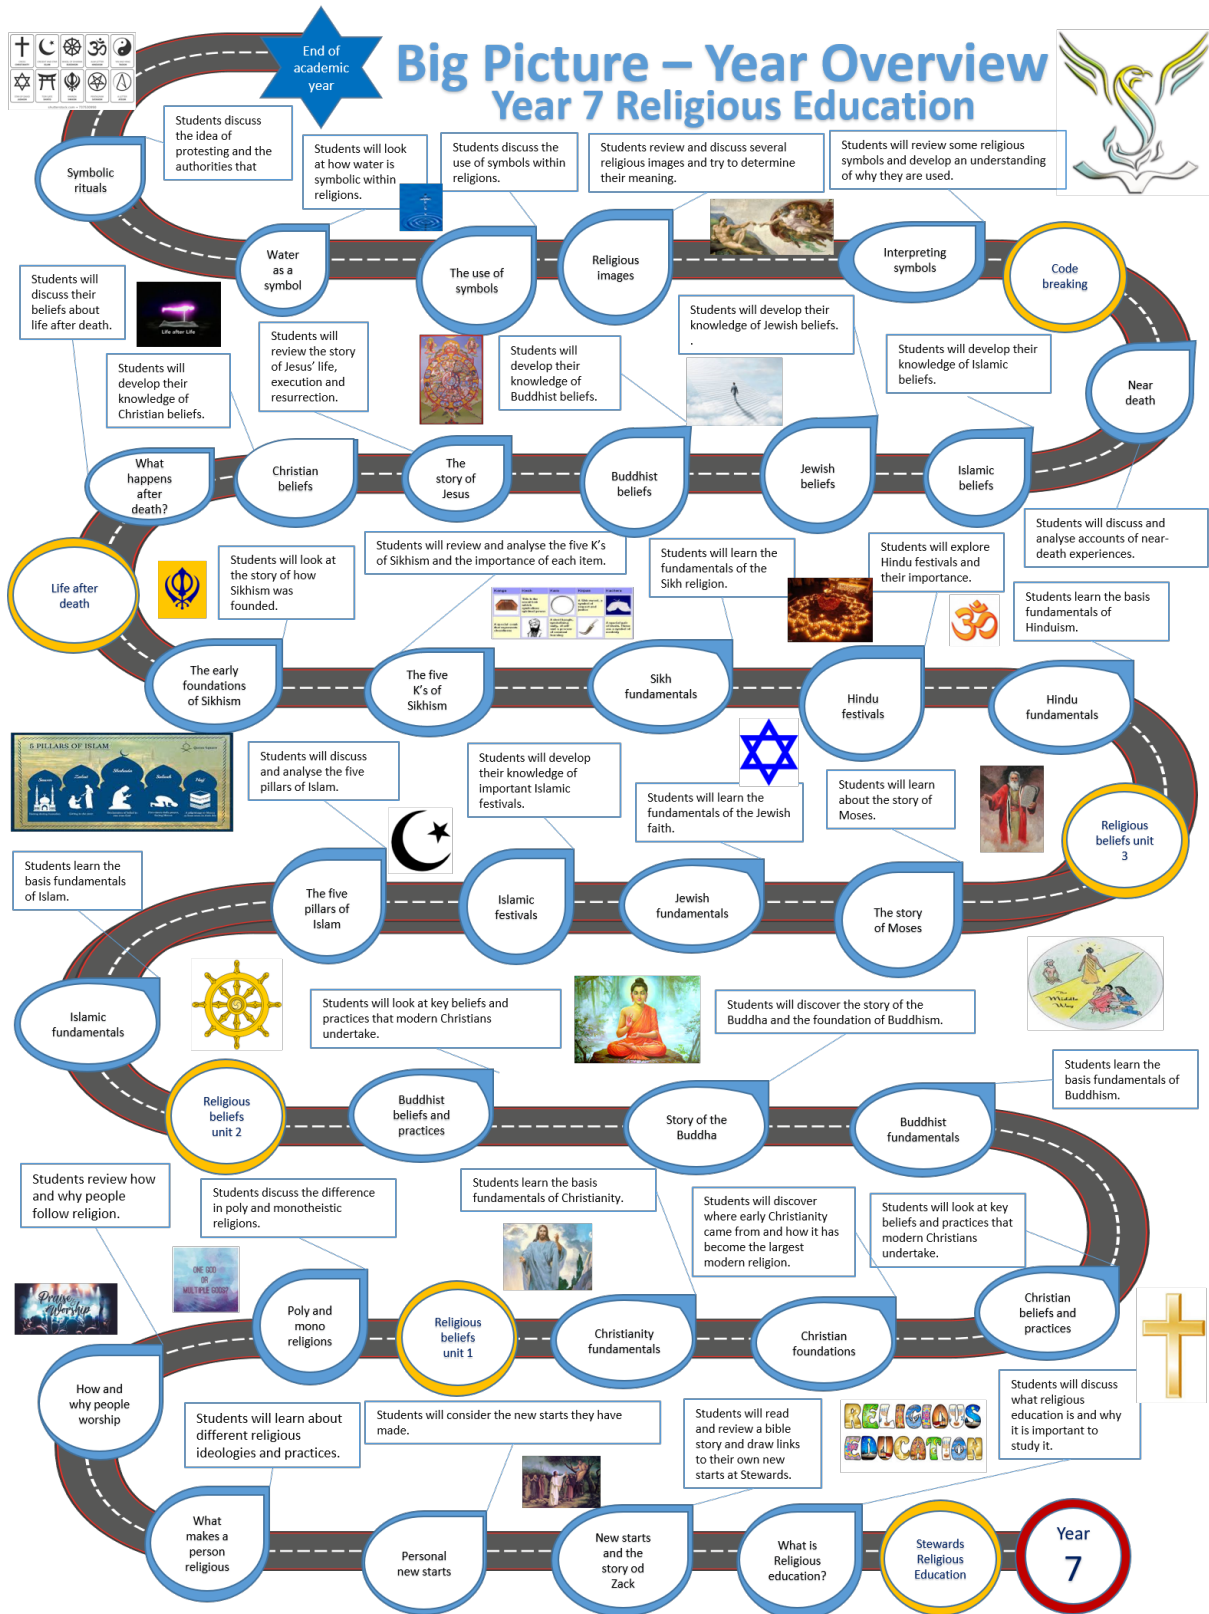 End of
academic
year
Big Picture – Year Overview
Year 7 Religious Education
Students discuss
the idea of
protesting and the
authorities that
Symbolic
rituals
Students will look
at how water is
symbolic within
religions.
Students discuss the
use of symbols within
religions.
Students review and discuss several
religious images and try to determine
their meaning.
Students will review some religious
symbols and develop an understanding
of why they are used.
Water
as a
symbol
The use of
symbols
Religious
images
Interpreting
symbols
Code
breaking
Students will
discuss their
beliefs about
life after death.
Life after Life
Students will
develop their
knowledge of
Christian beliefs.
Students will
review the story
of Jesus’ life,
execution and
resurrection.
Students will
develop their
knowledge of
Buddhist beliefs.
Students will develop their
knowledge of Jewish beliefs.
.
Students will develop their
knowledge of Islamic
beliefs.
Near
death
What
happens
after
death?
Christian
beliefs
The
story of
Jesus
Buddhist
beliefs
Jewish
beliefs
Islamic
beliefs
Students will discuss and
analyse accounts of near-
death experiences.
Life after
death
Students will look at
the story of how
Sikhism was
founded.
Students will review and analyse the five K’s
of Sikhism and the importance of each item.
Students will learn the
fundamentals of the
Sikh religion.
Students will explore
Hindu festivals and
their importance.
Students learn the basis
fundamentals of
Hinduism.
The early
foundations
of Sikhism
The five
K’s of
Sikhism
Sikh
fundamentals
Hindu
festivals
Hindu
fundamentals
5 PILLARS OF ISLAM
Students will discuss
and analyse the five
pillars of Islam.
Students will develop
their knowledge of
important Islamic
festivals.
Students will learn the
fundamentals of the Jewish
faith.
Students will learn
about the story of
Moses.
Religious
beliefs unit
3
Students learn the
basis fundamentals
of Islam.
The five
pillars of
Islam
Islamic
festivals
Jewish
fundamentals
The story
of Moses
Islamic
fundamentals
Students will look at key beliefs and
practices that modern Christians
undertake.
Students will discover the story of the
Buddha and the foundation of Buddhism.
The
Middle
Way
Students learn the
basis fundamentals of
Buddhism.
Religious
beliefs
unit 2
Buddhist
beliefs and
practices
Story of the
Buddha
Buddhist
fundamentals
Students review how
and why people
follow religion.
Students discuss the difference
in poly and monotheistic
religions.
Students learn the basis
fundamentals of Christianity.
Students will discover
where early Christianity
came from and how it has
become the largest
modern religion.
Students will look at key
beliefs and practices that
modern Christians
undertake.
ONE GOD
OR
MULTIPLE GODS?
Praise
& Worship
Poly and
mono
religions
Religious
beliefs
unit 1
Christianity
fundamentals
Christian
foundations
Christian
beliefs and
practices
How and
why people
worship
Students will learn about
different religious
ideologies and practices.
Students will consider the new starts they have
made.
Students will read
and review a bible
story and draw links
to their own new
starts at Stewards.
RELIGIOUS
EDUCATION
Students will discuss
what religious
education is and why
it is important to
study it.
What
makes a
person
religious
Personal
new starts
New starts
and the
story od
Zack
What is
Religious
education?
Stewards
Religious
Education
Year
7